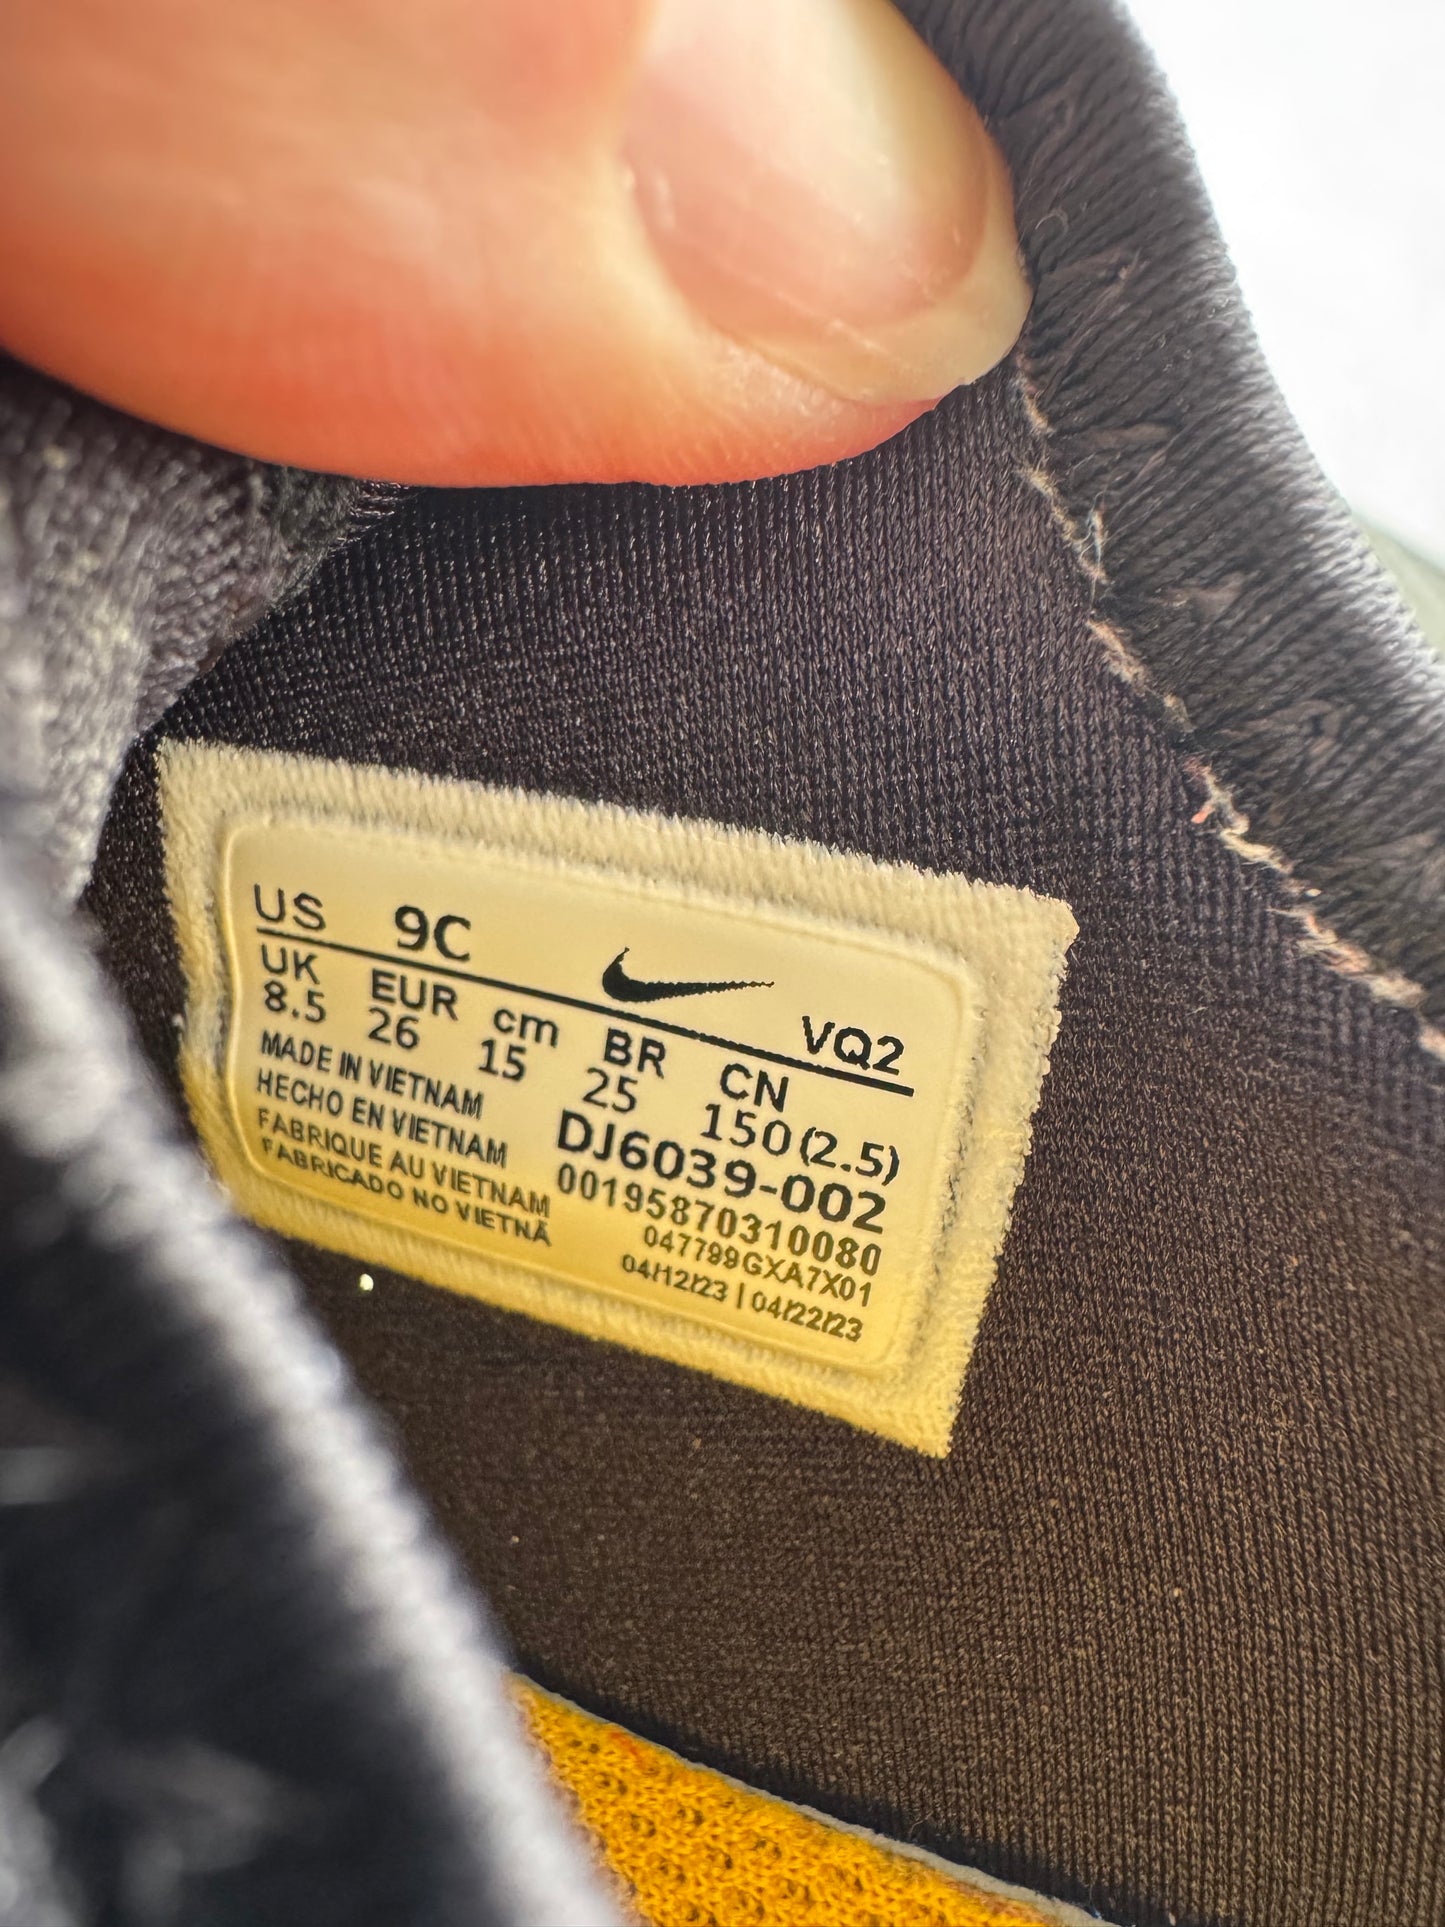 US 9C VQ2
UK EUR cm BR CN
8.5 26 15 25 150(2.5)
MADE IN VIETNAM
HECHO EN VIETNAM
FABRIQUE AU VIETNAM
FABRICADO NO VIETNÃ
DJ6039-002
00195870310080
047799GXA7X01
04/12/23 | 04/22/23